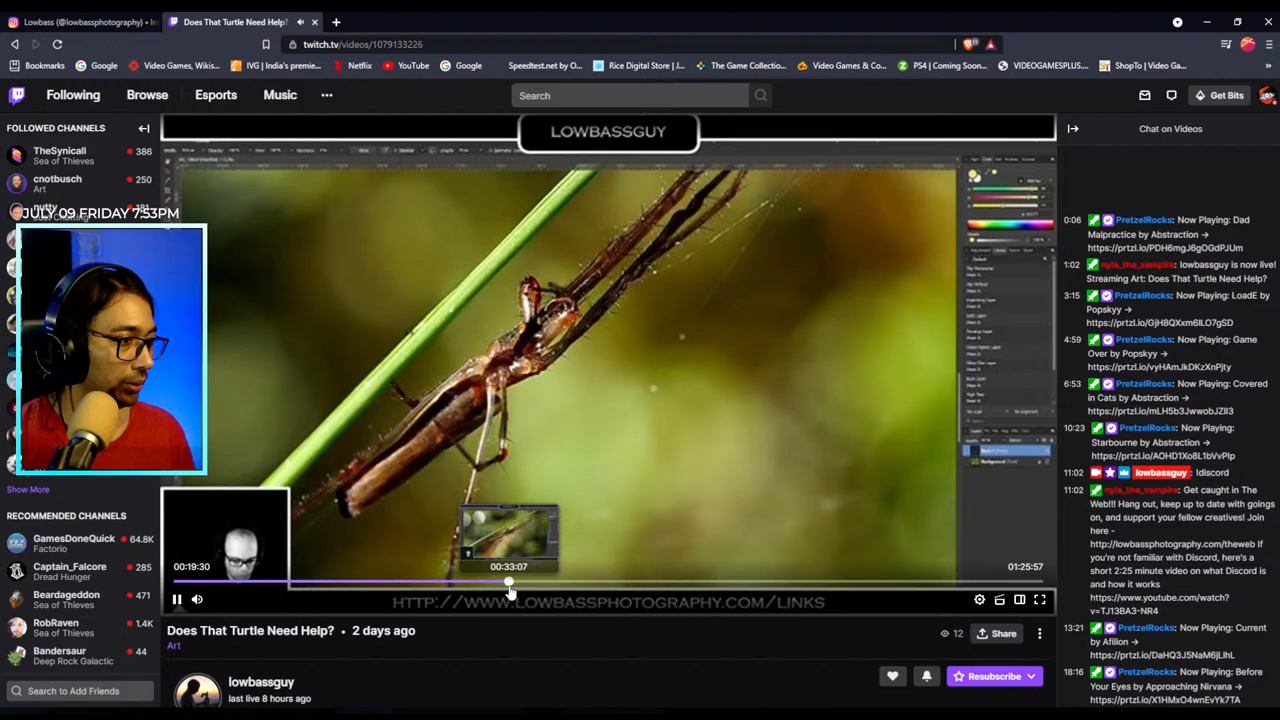 Lowbass (@lowbassphotography) • In
Does That Turtle Need Help?
twitch.tv/videos/1079133226
Bookmarks
Google
Video Games, Wikis...
IVG | India's premie...
Netflix
YouTube
Google
Speedtest.net by O...
Rice Digital Store | J...
The Game Collectio...
Video Games & Co...
PS4 | Coming Soon...
VIDEOGAMESPLUS...
ShopTo | Video Ga...
Following
Browse
Esports
Music
Search
Get Bits
FOLLOWED CHANNELS
TheSynicall
386
Sea of Thieves
cnotbusch
250
Art
nutty
JULY 09 FRIDAY 7:53PM
Show More
RECOMMENDED CHANNELS
GamesDoneQuick
64.8K
Factorio
Captain_Falcore
285
Dread Hunger
Beardageddon
471
Sea of Thieves
RobRaven
1.4K
Sea of Thieves
Bandersaur
44
Deep Rock Galactic
Search to Add Friends
LOWBASSGUY
00:19:30
00:33:07
01:25:57
HTTP://WWW.LOWBASSPHOTOGRAPHY.COM/LINKS
Does That Turtle Need Help? • 2 days ago
Art
12
Share
lowbassguy
last live 8 hours ago
Resubscribe
Chat on Videos
0:06 PretzelRocks: Now Playing: Dad
Malpractice by Abstraction →
https://prtzl.io/PDH6mgJ6gOGdPJUm
1:02 nyla_the_vampire: lowbassguy is now live!
Streaming Art: Does That Turtle Need Help?
3:15 PretzelRocks: Now Playing: LoadE by
Popskyy →
https://prtzl.io/GjH8QXxm6lLO7gSD
4:59 PretzelRocks: Now Playing: Game
Over by Popskyy →
https://prtzl.io/vyHAmJkDKzXnPjty
6:53 PretzelRocks: Now Playing: Covered
in Cats by Abstraction →
https://prtzl.io/mLH5b3JwwobJZlI3
10:23 PretzelRocks: Now Playing:
Starbourne by Abstraction →
https://prtzl.io/AOHD1Xo8L1bVvPlp
11:02 lowbassguy: !discord
11:02 nyla_the_vampire: Get caught in The
Web!!! Hang out, keep up to date with goings
on, and support your fellow creatives! Join
here -
http://lowbassphotography.com/theweb If
you're not familiar with Discord, here's a
short 2:25 minute video on what Discord is
and how it works
https://www.youtube.com/watch?
v=TJ13BA3-NR4
13:21 PretzelRocks: Now Playing: Current
by Afilion →
https://prtzl.io/DaHQ3J5NaM6jLlhL
18:16 PretzelRocks: Now Playing: Before
Your Eyes by Approaching Nirvana →
https://prtzl.io/X1HMxO4wnEvYk7TA